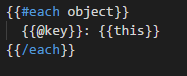 {{#each object}}
  {{@key}}: {{this}}
{{/each}}